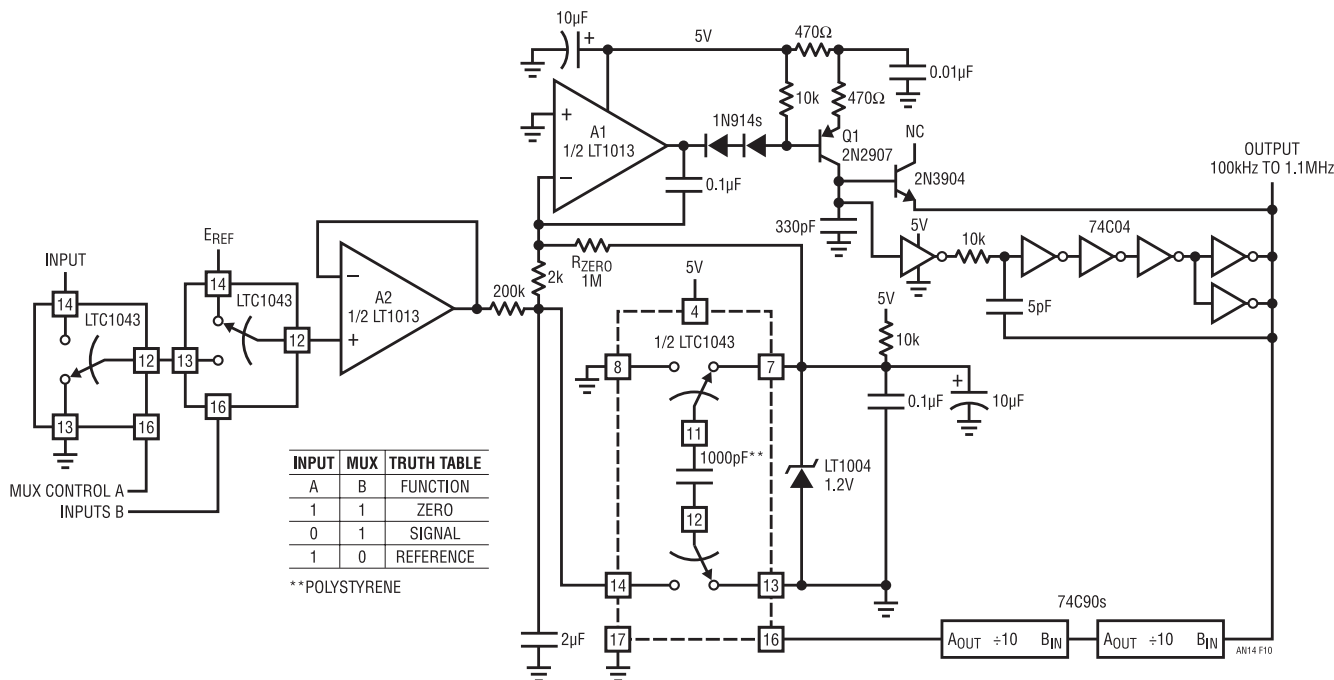 10µF
+
5V
470Ω
0.01µF
10k
470Ω
1N914s
A1
1/2 LT1013
+
–
0.1µF
Q1
2N2907
NC
2N3904
OUTPUT
100kHz TO 1.1MHz
330pF
5V
10k
74C04
5pF
RZERO
1M
2k
200k
INPUT
14
LTC1043
12
13
16
EREF
14
LTC1043
12
13
16
MUX CONTROL A
INPUTS B
–
A2
1/2 LT1013
+
5V
4
1/2 LTC1043
8
7
11
1000pF**
12
14
13
17
16
2µF
5V
10k
0.1µF
+
10µF
LT1004
1.2V
INPUT MUX TRUTH TABLE
A B FUNCTION
1 1 ZERO
0 1 SIGNAL
1 0 REFERENCE
**POLYSTYRENE
74C90s
AOUT ÷10 BIN
AOUT ÷10 BIN
AN14 F10